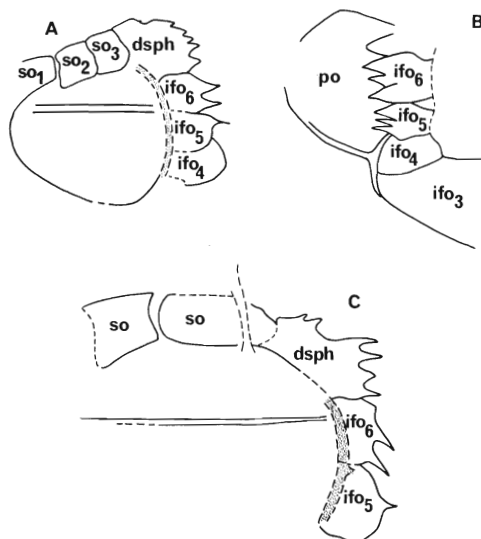 A
B
so1
so2
so3
dsph
ifo6
ifo5
ifo4
po
ifo6
ifo5
ifo4
ifo3
C
so
so
dsph
ifo6
ifo5